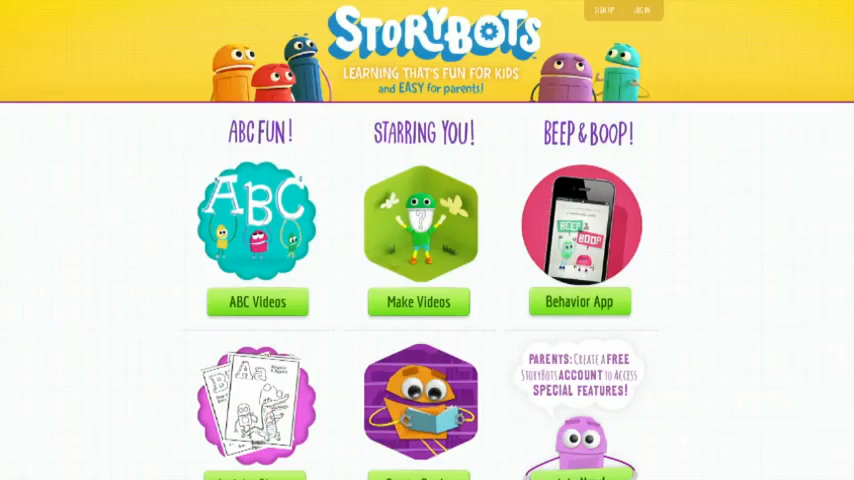 SIGN UP
LOG IN
STORYBOTS
LEARNING THAT'S FUN FOR KIDS
and EASY for parents!
ABC FUN!
STARRING YOU!
BEEP & BOOP!
ABC
?
BEEP &
BOOP
ABC Videos
Make Videos
Behavior App
PARENTS: CREATE A FREE
STORYBOTS ACCOUNT TO ACCESS
SPECIAL FEATURES!
B
Aa